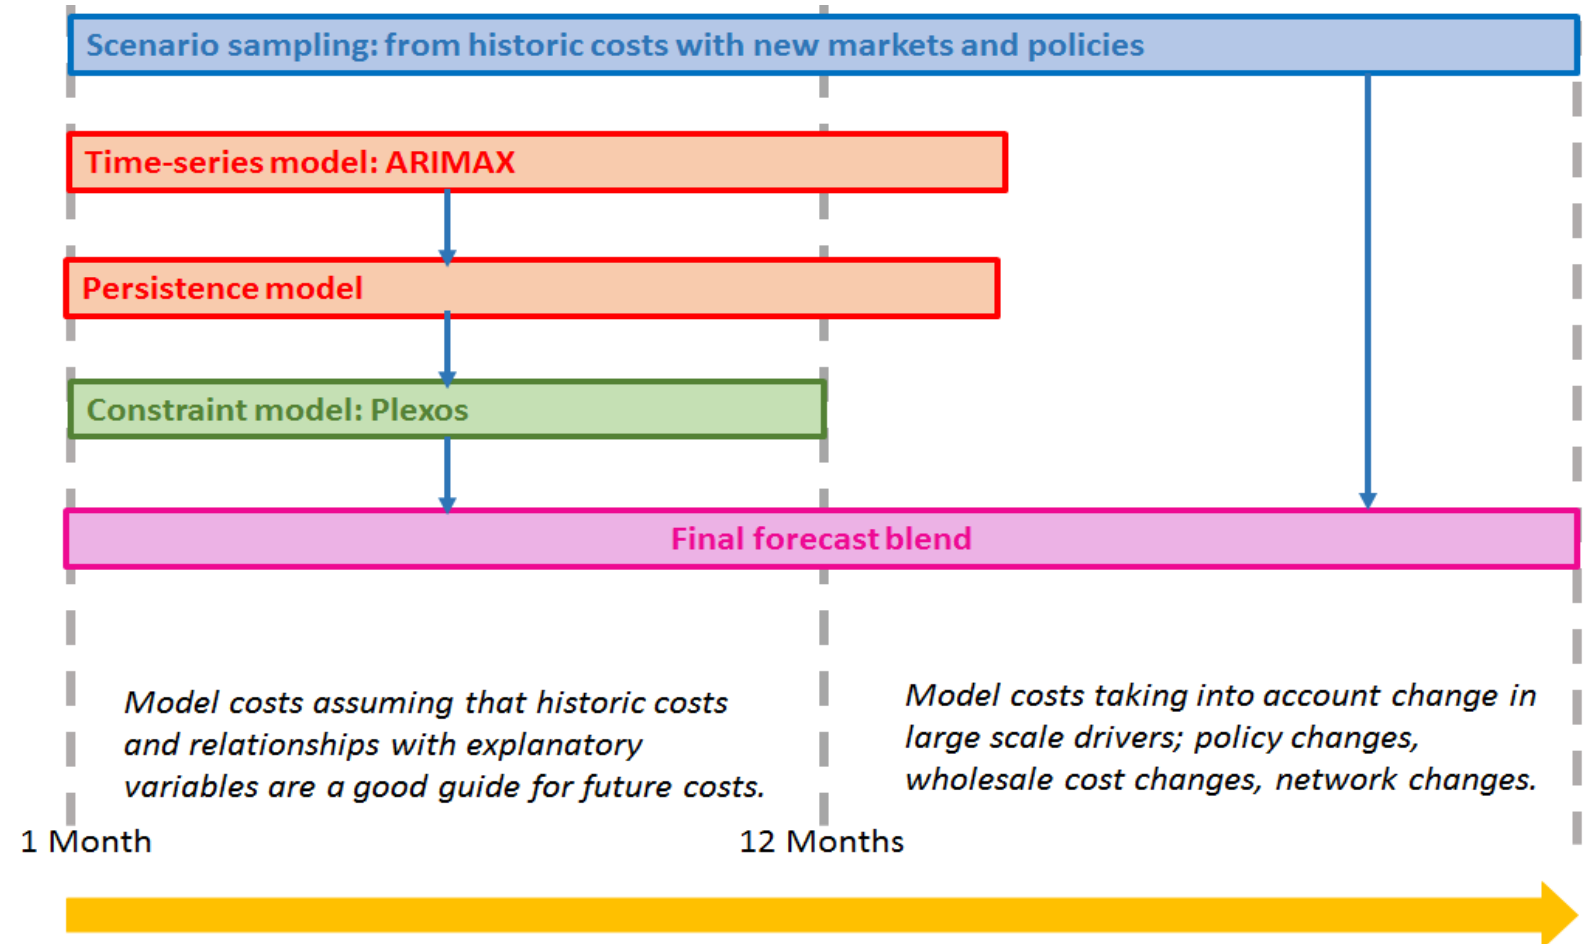 Scenario sampling: from historic costs with new markets and policies
Time-series model: ARIMAX
Persistence model
Constraint model: Plexos
Final forecast blend
Model costs assuming that historic costs
and relationships with explanatory
variables are a good guide for future costs.
Model costs taking into account change in
large scale drivers; policy changes,
wholesale cost changes, network changes.
1 Month
12 Months